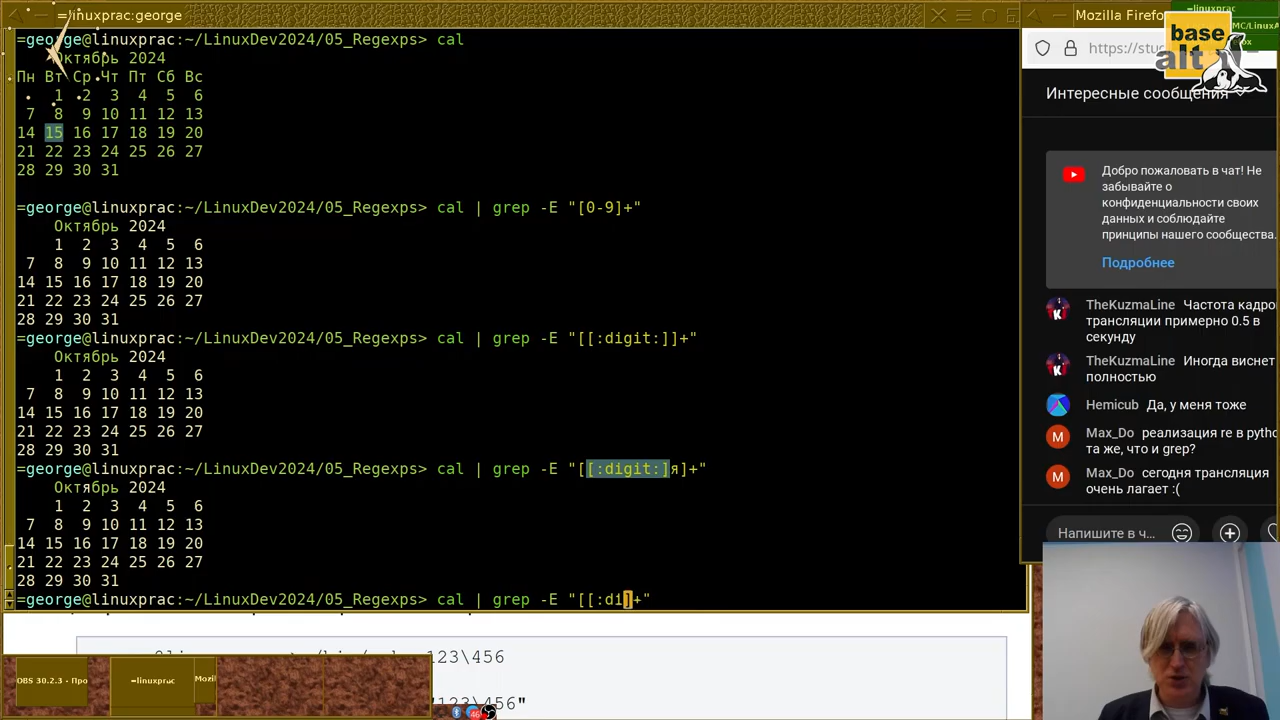 =linuxprac:george
=george@linuxprac:~/LinuxDev2024/05_Regexps> cal
Октябрь 2024
Пн Вт Ср Чт Пт Сб Вс
1 2 3 4 5 6
7 8 9 10 11 12 13
14 15 16 17 18 19 20
21 22 23 24 25 26 27
28 29 30 31
=george@linuxprac:~/LinuxDev2024/05_Regexps> cal | grep -E "[0-9]+"
Октябрь 2024
1 2 3 4 5 6
7 8 9 10 11 12 13
14 15 16 17 18 19 20
21 22 23 24 25 26 27
28 29 30 31
=george@linuxprac:~/LinuxDev2024/05_Regexps> cal | grep -E "[[:digit:]]+"
Октябрь 2024
1 2 3 4 5 6
7 8 9 10 11 12 13
14 15 16 17 18 19 20
21 22 23 24 25 26 27
28 29 30 31
=george@linuxprac:~/LinuxDev2024/05_Regexps> cal | grep -E "[[:digit:]я]+"
Октябрь 2024
1 2 3 4 5 6
7 8 9 10 11 12 13
14 15 16 17 18 19 20
21 22 23 24 25 26 27
28 29 30 31
=george@linuxprac:~/LinuxDev2024/05_Regexps> cal | grep -E "[[:di]+"
123\456
123\456"
OBS 30.2.3 - Про
=linuxprac
Mozil
46
Mozilla Firefo
=linuxprac
base
alt
https://stu
Интересные сообщения
Добро пожаловать в чат! Не
забывайте о
конфиденциальности своих
данных и соблюдайте
принципы нашего сообщества.
Подробнее
TheKuzmaLine Частота кадро
трансляции примерно 0.5 в
секунду
TheKuzmaLine Иногда виснет
полностью
Hemicub Да, у меня тоже
Max_Do реализация re в pytho
та же, что и grep?
Max_Do сегодня трансляция
очень лагает :(
Напишите в ч...